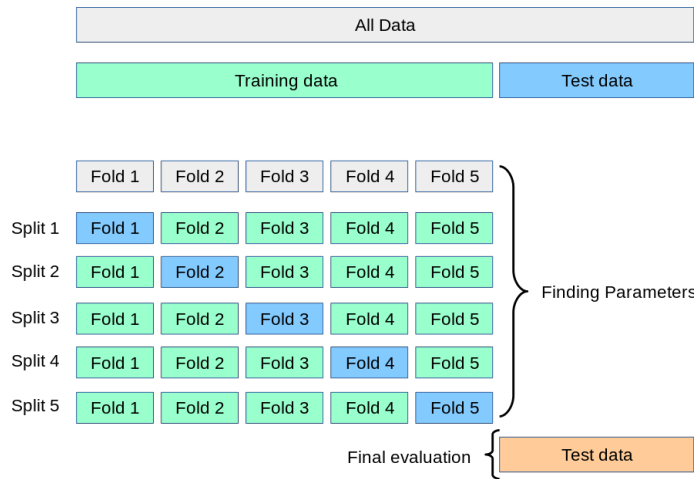 All Data
Training data Test data
Fold 1 Fold 2 Fold 3 Fold 4 Fold 5
Split 1 Fold 1 Fold 2 Fold 3 Fold 4 Fold 5
Split 2 Fold 1 Fold 2 Fold 3 Fold 4 Fold 5
Finding Parameters
Split 3 Fold 1 Fold 2 Fold 3 Fold 4 Fold 5
Split 4 Fold 1 Fold 2 Fold 3 Fold 4 Fold 5
Split 5 Fold 1 Fold 2 Fold 3 Fold 4 Fold 5
Final evaluation Test data